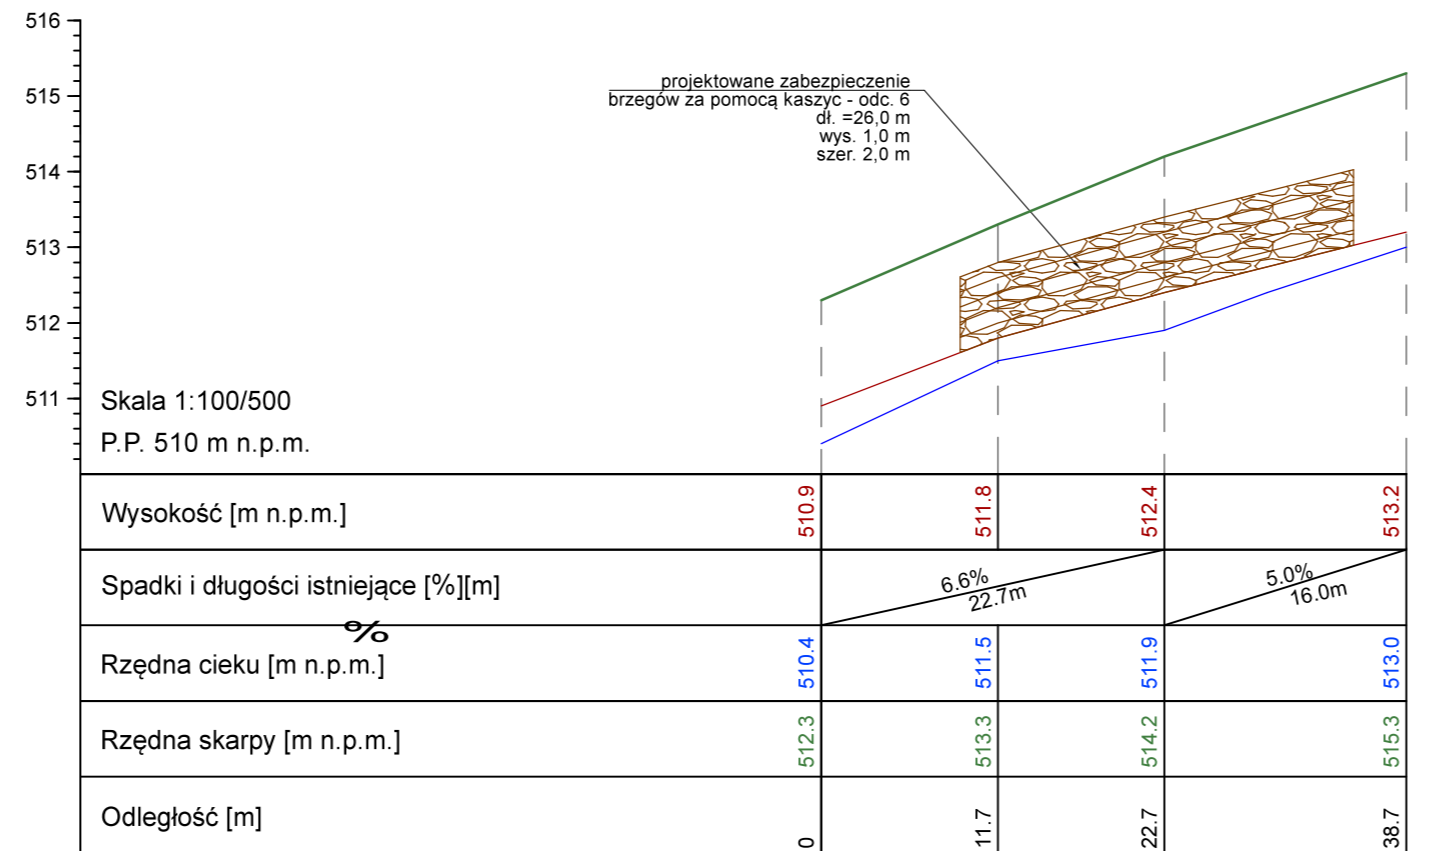 516
515
514
513
512
511
projektowane zabezpieczenie
brzegów za pomocą kaszyc - odc. 6
dł. =26,0 m
wys. 1,0 m
szer. 2,0 m
Skala 1:100/500
P.P. 510 m n.p.m.
Wysokość [m n.p.m.] 510.9 511.8 512.4 513.2
Spadki i długości istniejące [%][m] 6.6% 22.7m 5.0% 16.0m
%
Rzędna cieku [m n.p.m.] 510.4 511.5 511.9 513.0
Rzędna skarpy [m n.p.m.] 512.3 513.3 514.2 515.3
Odległość [m] 0 11.7 22.7 38.7